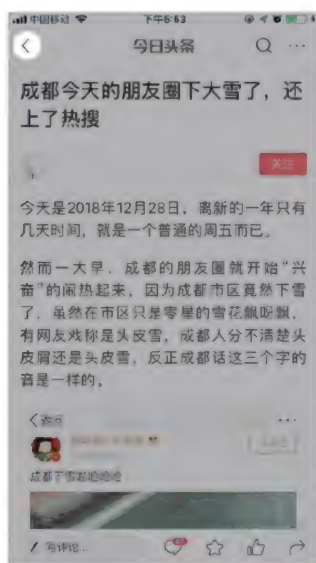 中国移动 下午5:53
今日头条
成都今天的朋友圈下大雪了，还
上了热搜
关注
今天是2018年12月28日，离新的一年只有
几天时间，就是一个普通的周五而已。
然而一大早，成都的朋友圈就开始“兴
奋”的闹热起来，因为成都市区竟然下雪
了，虽然在市区只是零星的雪花飘呀飘，
有网友戏称是头皮雪，成都人分不清楚头
皮屑还是头皮雪，反正成都话这三个字的
音是一样的。
写评论...